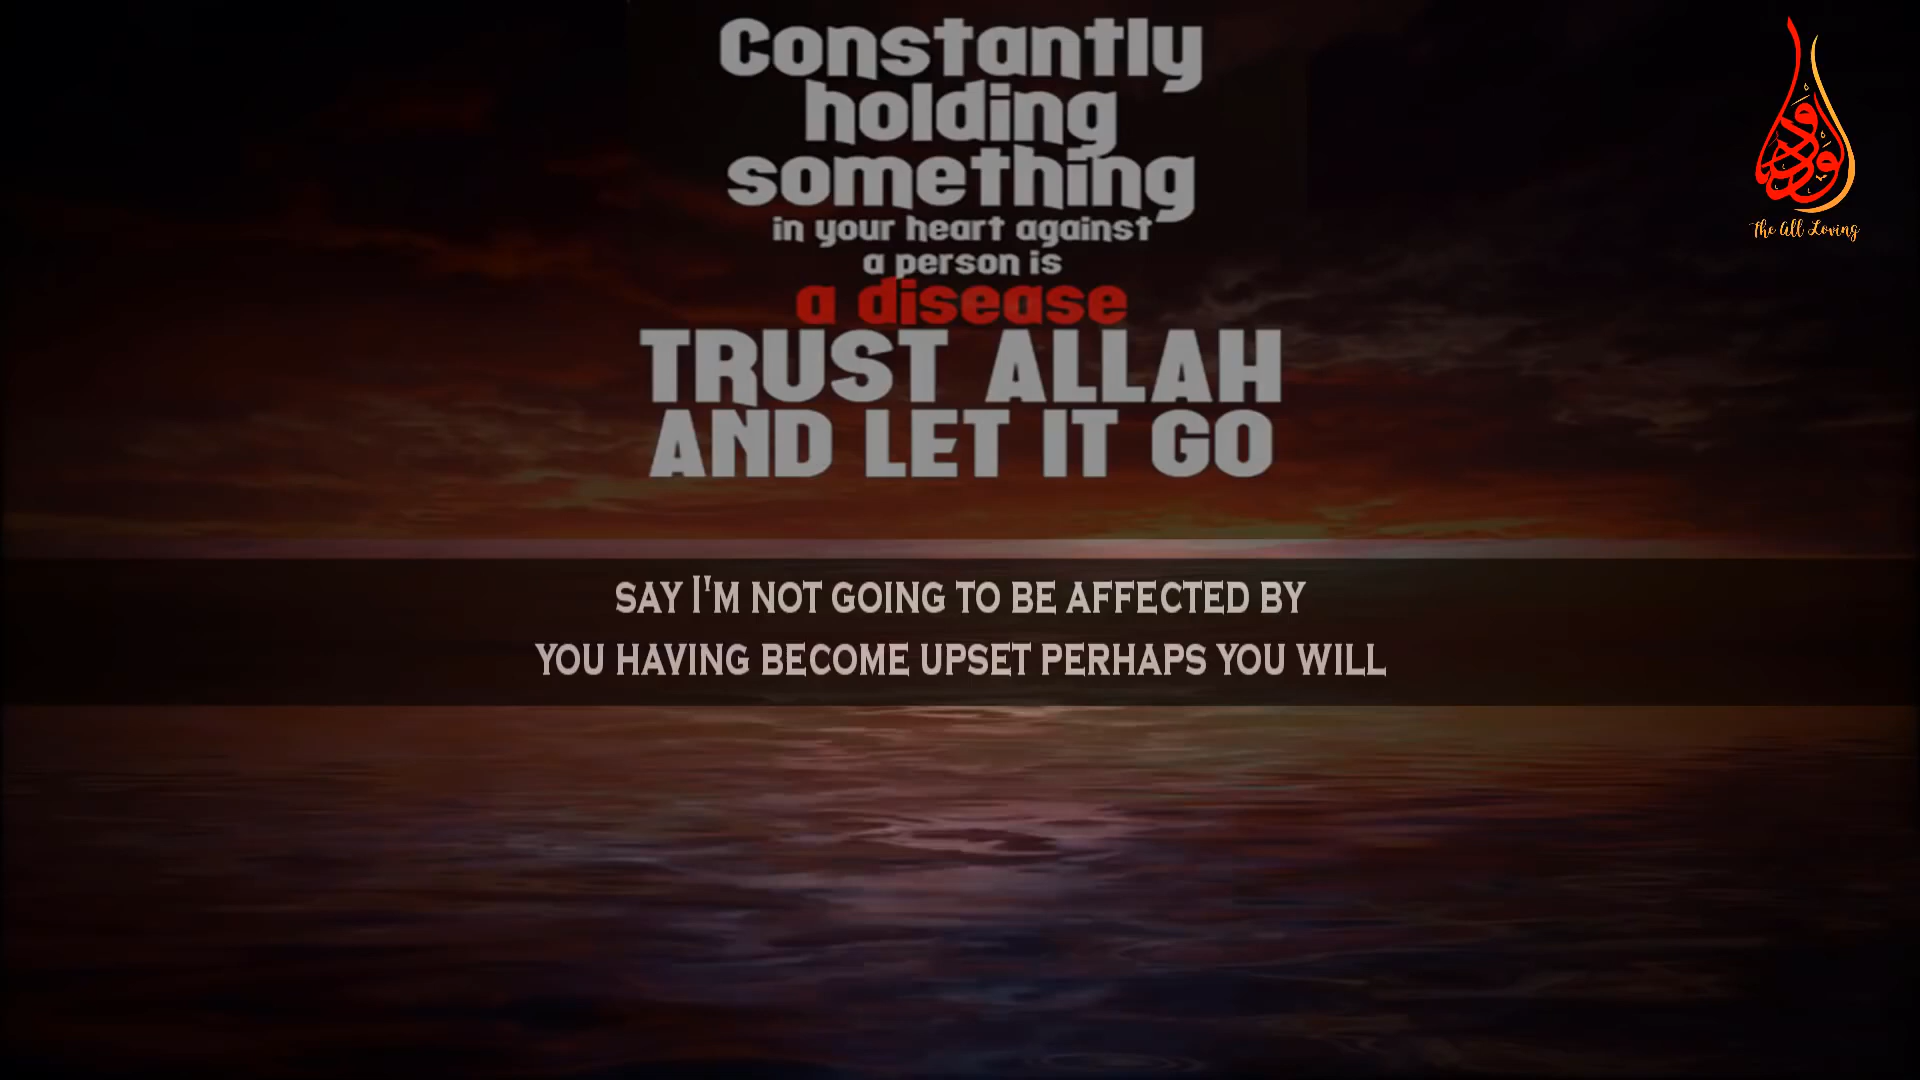 Constantly
holding
something
in your heart against
a person is
a disease
TRUST ALLAH
AND LET IT GO
The All Loving
SAY I'M NOT GOING TO BE AFFECTED BY
YOU HAVING BECOME UPSET PERHAPS YOU WILL